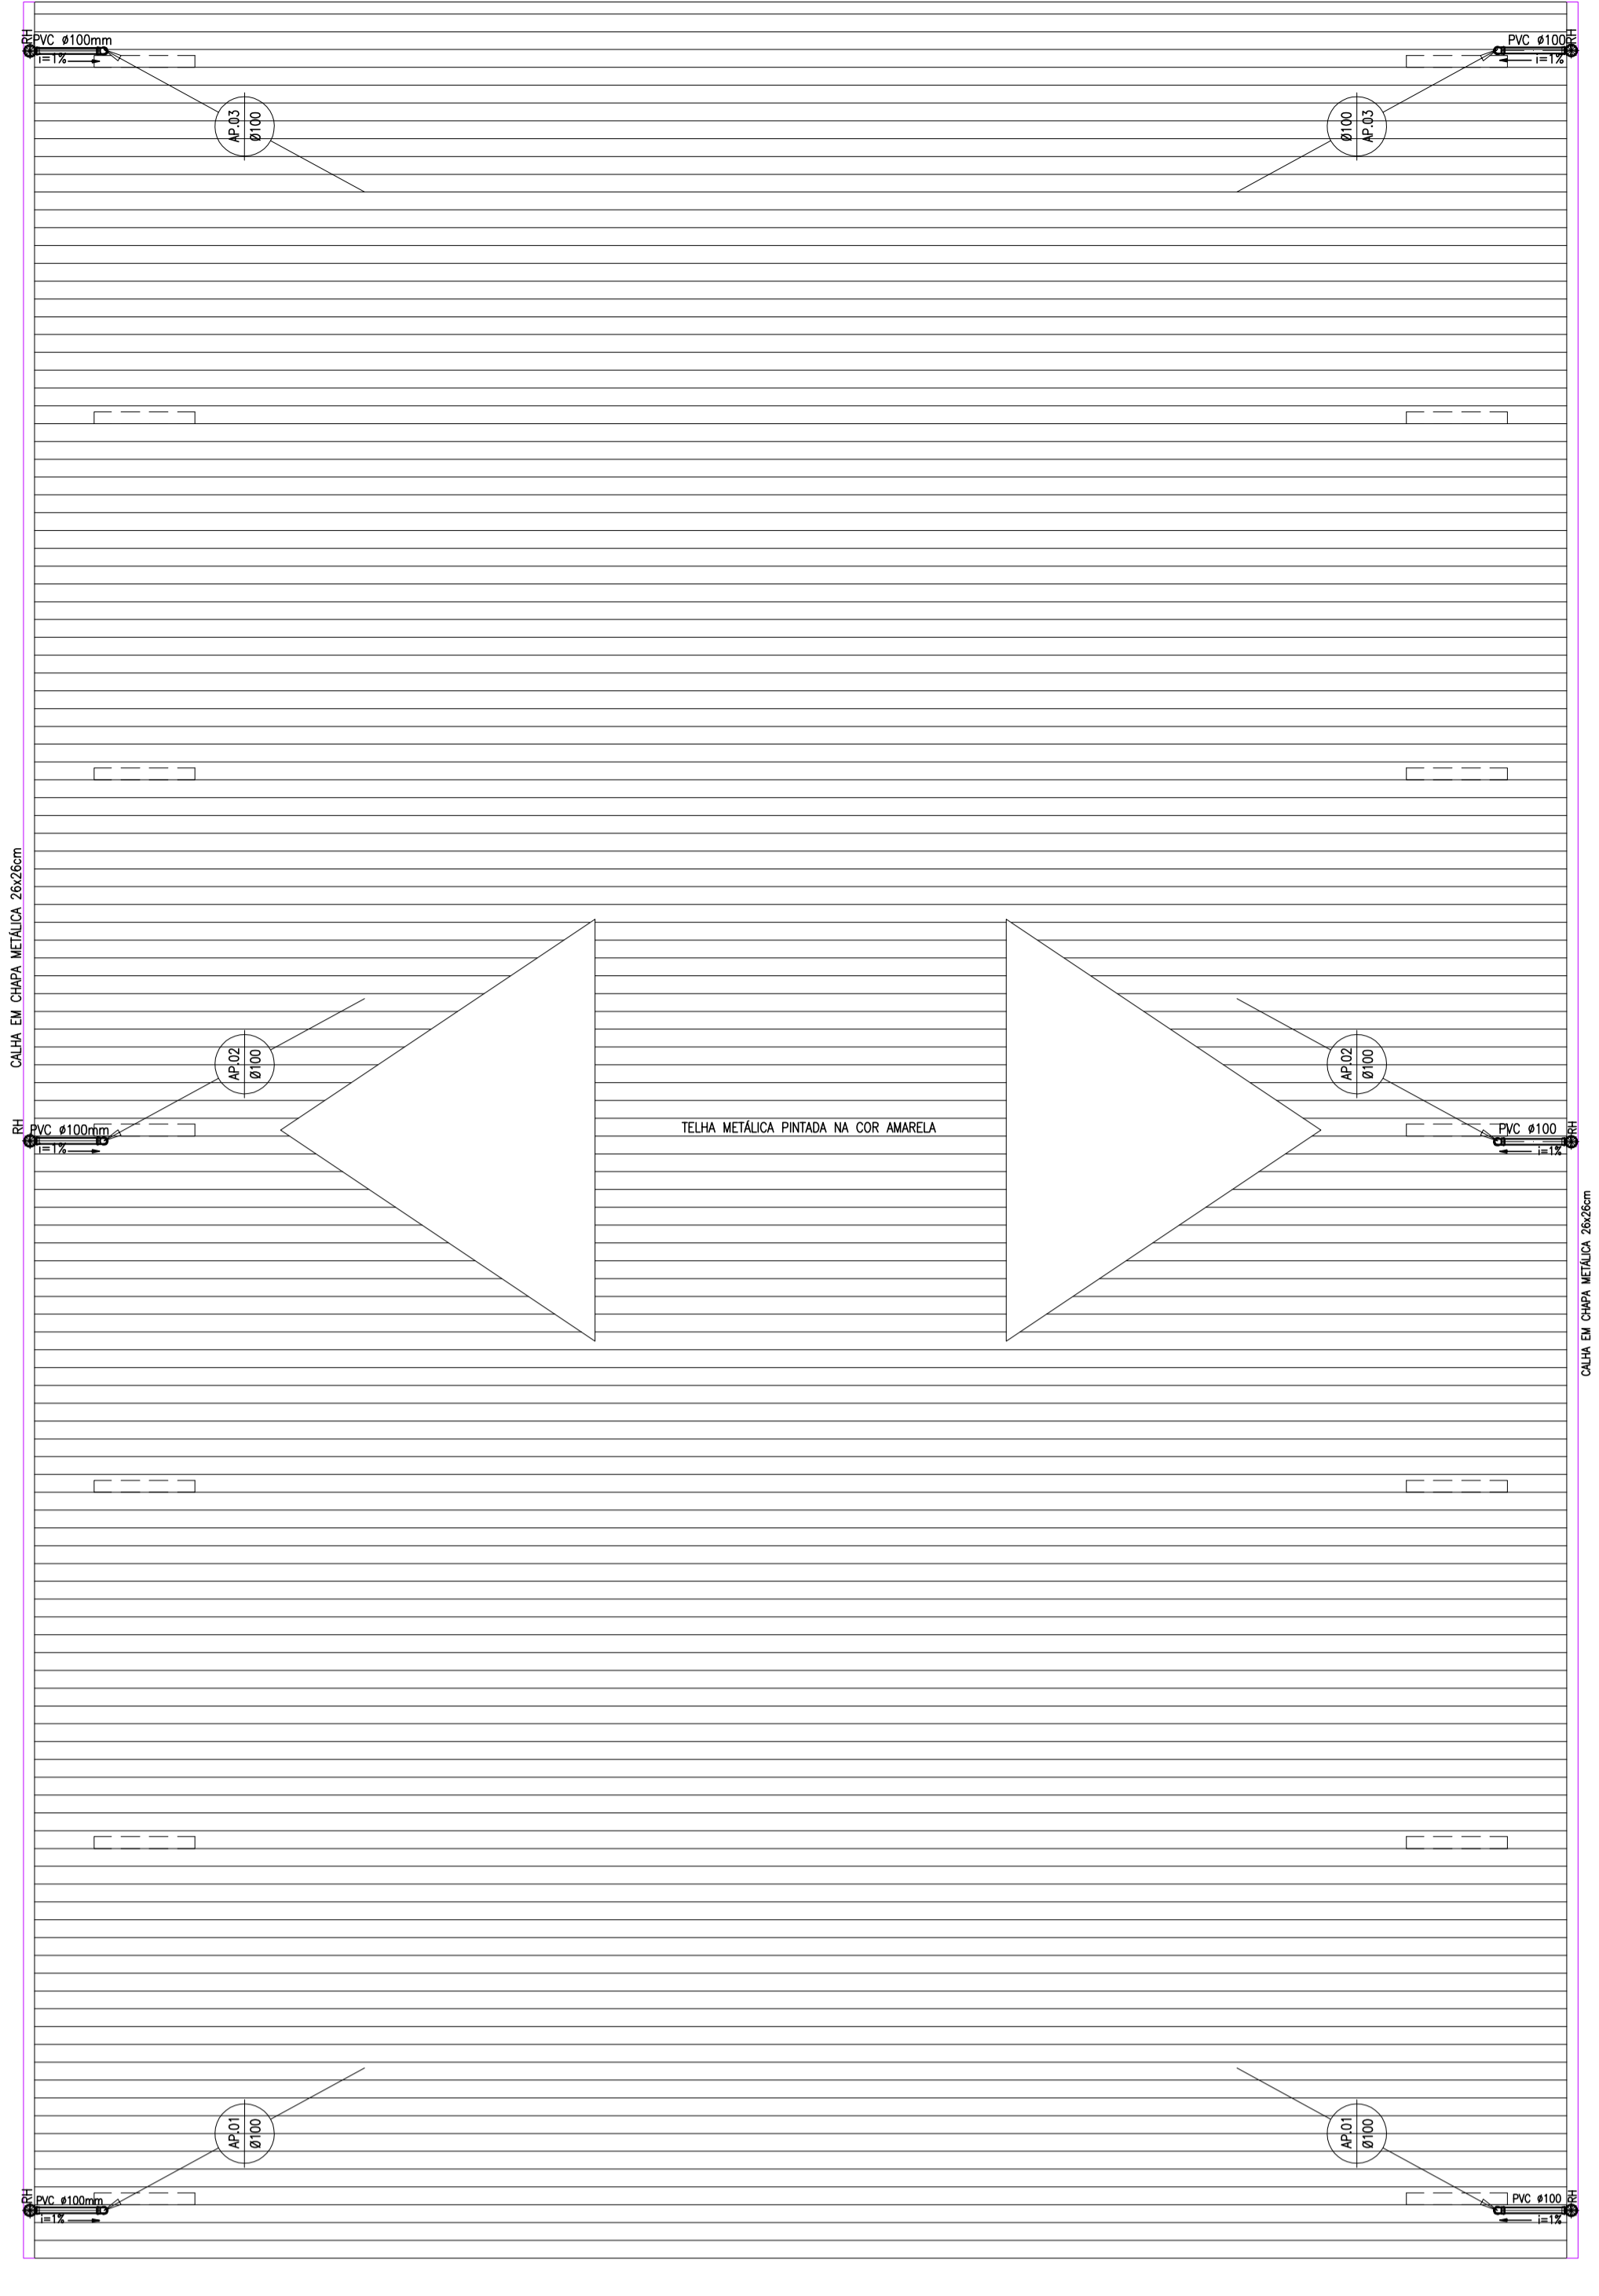 RH
PVC ø100mm
i=1%
PVC ø100
RH
i=1%
AP.03
Ø100
Ø100
AP.03
CALHA EM CHAPA METÁLICA 26x26cm
AP.02
Ø100
AP.02
Ø100
RH
PVC ø100mm
i=1%
TELHA METÁLICA PINTADA NA COR AMARELA
PVC ø100
RH
i=1%
CALHA EM CHAPA METÁLICA 26x26cm
AP.01
Ø100
AP.01
Ø100
RH
PVC ø100mm
i=1%
PVC ø100
RH
i=1%